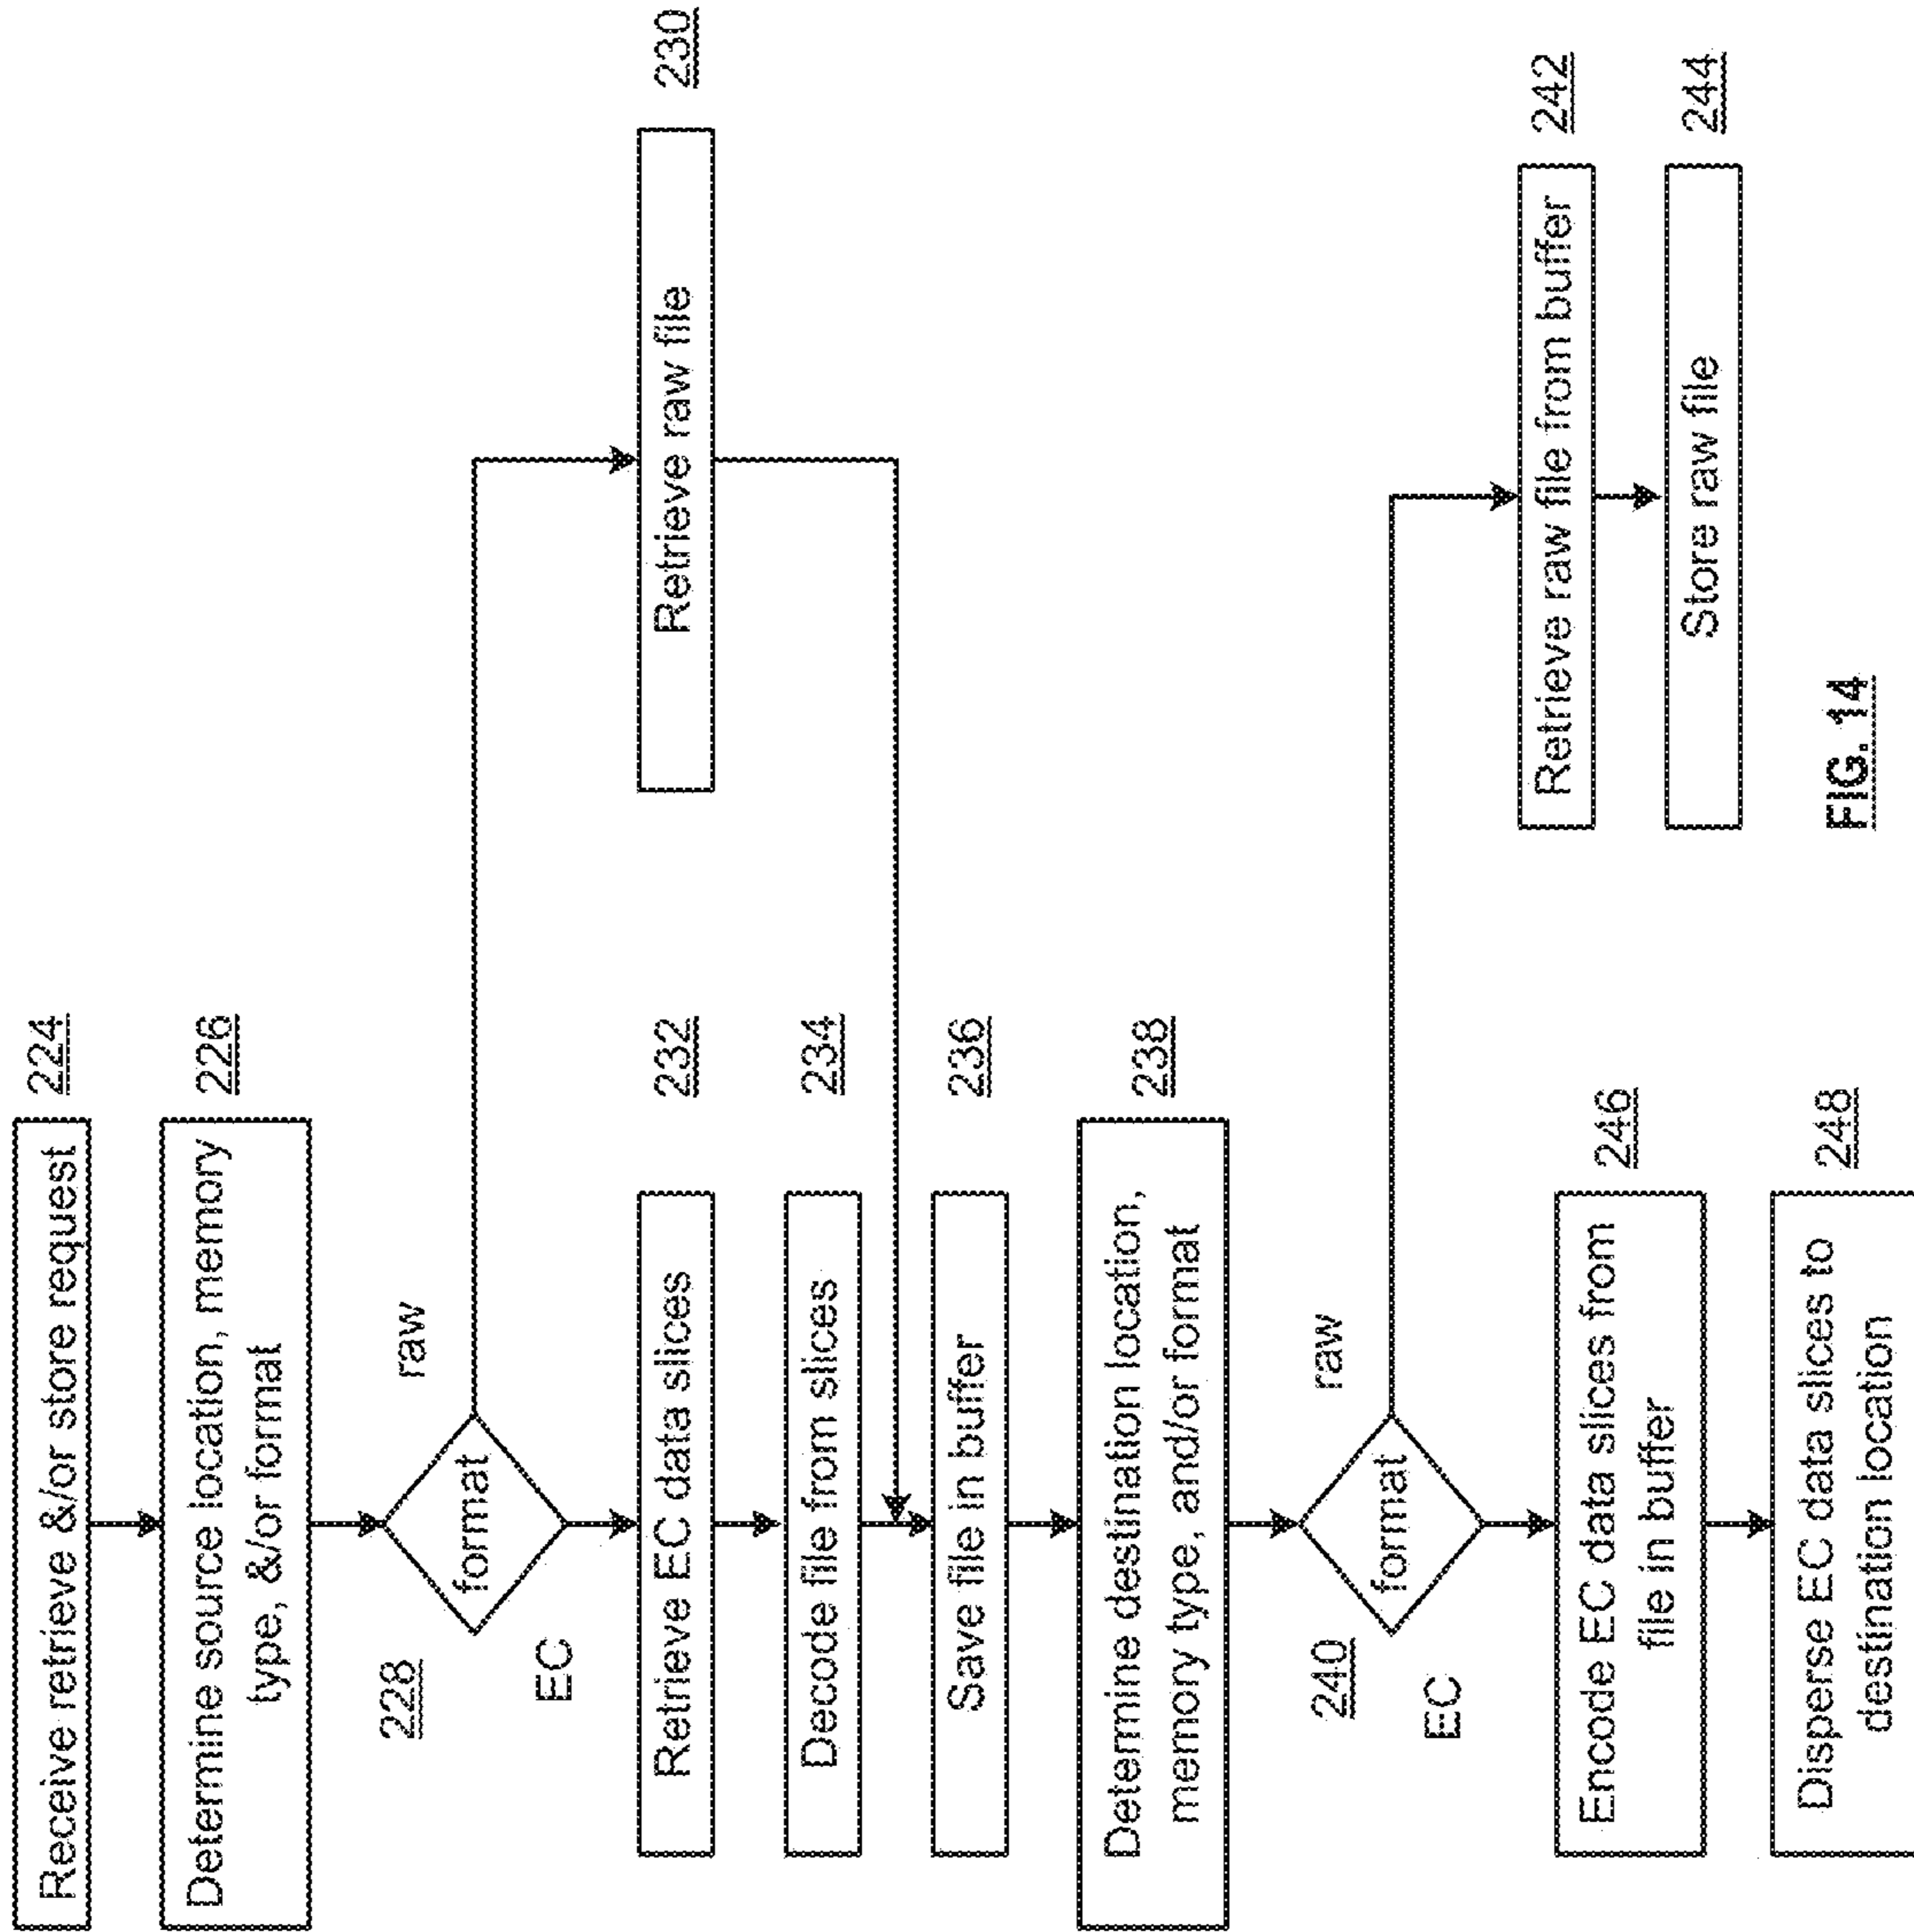 Receive retrieve &/or store request
224
Determine source location, memory
type, &/or format
226
228
format
raw
EC
Retrieve raw file
230
Retrieve EC data slices
232
Decode file from slices
234
Save file in buffer
236
Determine destination location,
memory type, and/or format
238
240
format
raw
EC
Retrieve raw file from buffer
242
Store raw file
244
Encode EC data slices from
file in buffer
246
Disperse EC data slices to
destination location
248
FIG. 14